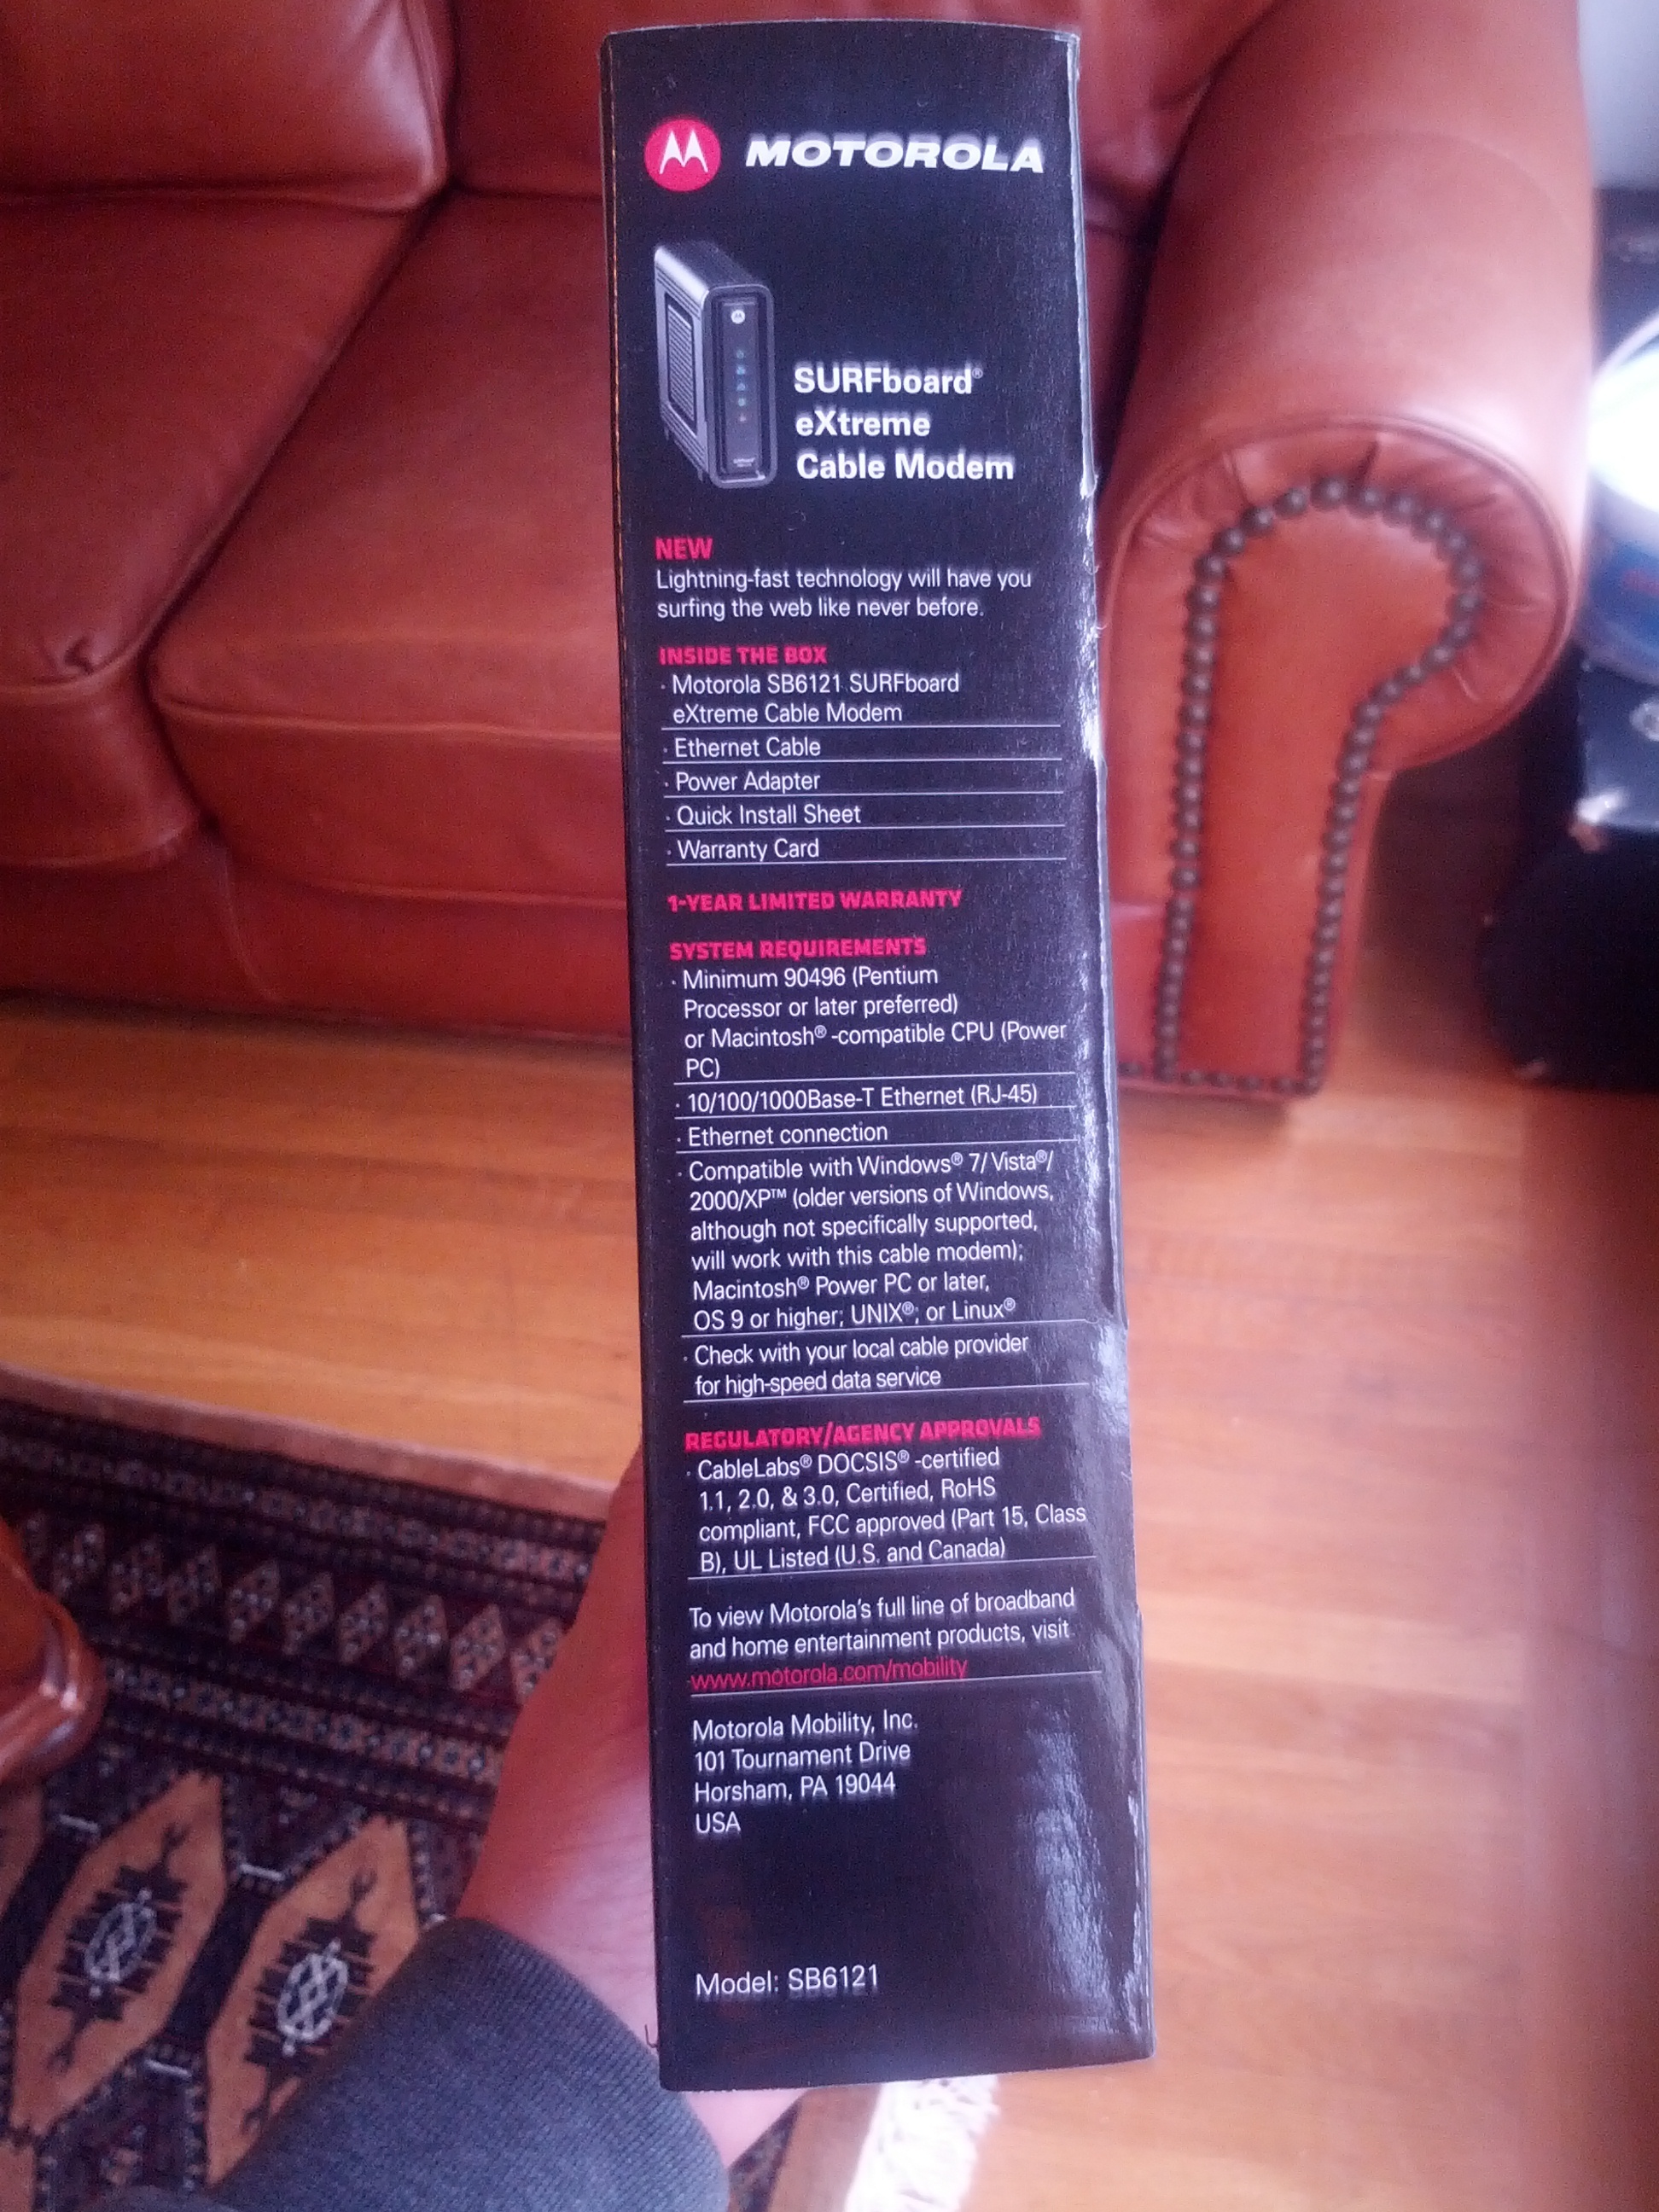 MOTOROLA
SURFboard®
eXtreme
Cable Modem
NEW
Lightning-fast technology will have you
surfing the web like never before.
INSIDE THE BOX
· Motorola SB6121 SURFboard
eXtreme Cable Modem
· Ethernet Cable
· Power Adapter
· Quick Install Sheet
· Warranty Card
1-YEAR LIMITED WARRANTY
SYSTEM REQUIREMENTS
· Minimum 90496 (Pentium
Processor or later preferred)
or Macintosh® -compatible CPU (Power
PC)
· 10/100/1000Base-T Ethernet (RJ-45)
· Ethernet connection
· Compatible with Windows® 7/ Vista®/
2000/XP™ (older versions of Windows,
although not specifically supported,
will work with this cable modem);
Macintosh® Power PC or later,
OS 9 or higher; UNIX®; or Linux®
· Check with your local cable provider
for high-speed data service
REGULATORY/AGENCY APPROVALS
· CableLabs® DOCSIS® -certified
1.1, 2.0, & 3.0, Certified, RoHS
compliant, FCC approved (Part 15, Class
B), UL Listed (U.S. and Canada)
To view Motorola's full line of broadband
and home entertainment products, visit
www.motorola.com/mobility
Motorola Mobility, Inc.
101 Tournament Drive
Horsham, PA 19044
USA
Model: SB6121